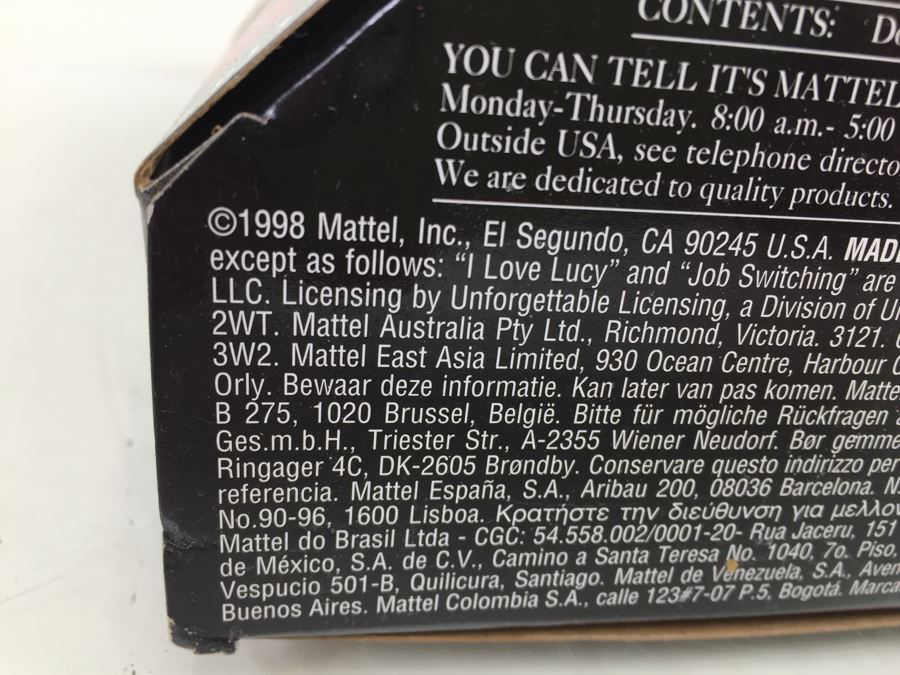 CONTENTS: Do
YOU CAN TELL IT'S MATTEL
Monday-Thursday. 8:00 a.m.- 5:00
Outside USA, see telephone directo
We are dedicated to quality products.
©1998 Mattel, Inc., El Segundo, CA 90245 U.S.A. MADE
except as follows: “I Love Lucy” and “Job Switching” are
LLC. Licensing by Unforgettable Licensing, a Division of Un
2WT. Mattel Australia Pty Ltd., Richmond, Victoria. 3121.
3W2. Mattel East Asia Limited, 930 Ocean Centre, Harbour C
Orly. Bewaar deze informatie. Kan later van pas komen. Matte
B 275, 1020 Brussel, België. Bitte für mögliche Rückfragen
Ges.m.b.H., Triester Str., A-2355 Wiener Neudorf. Bør gemme
Ringager 4C, DK-2605 Brøndby. Conservare questo indirizzo per
referencia. Mattel España, S.A., Aribau 200, 08036 Barcelona. N.
No.90-96, 1600 Lisboa. Κρατήστε την διεύθυνση για μελλον
Mattel do Brasil Ltda - CGC: 54.558.002/0001-20- Rua Jaceru, 151
de México, S.A. de C.V., Camino a Santa Teresa No. 1040, 7o. Piso,
Vespucio 501-B, Quilicura, Santiago. Mattel de Venezuela, S.A., Aven
Buenos Aires. Mattel Colombia S.A., calle 123#7-07 P.5, Bogotá. Marca